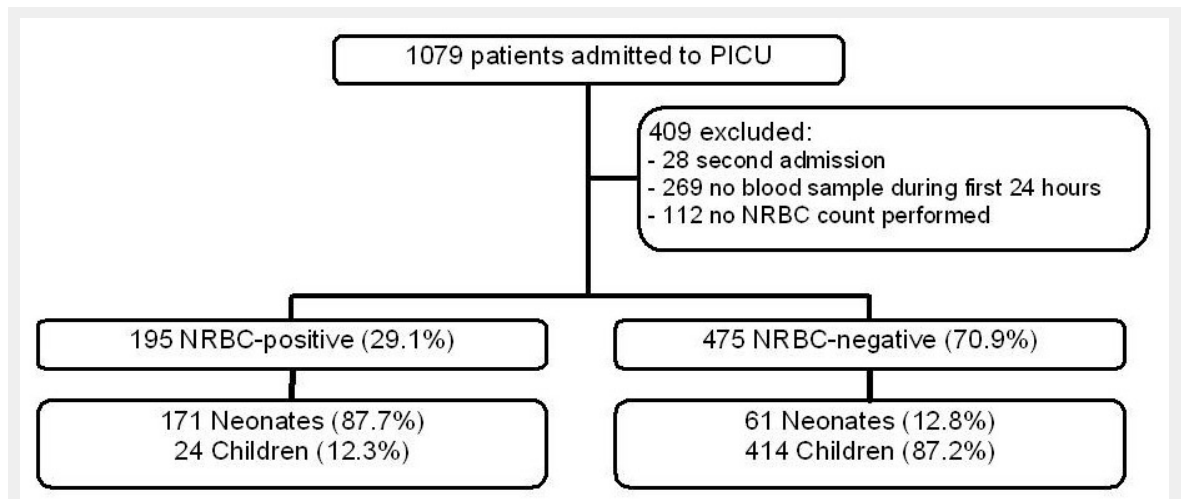 1079 patients admitted to PICU
409 excluded:
- 28 second admission
- 269 no blood sample during first 24 hours
- 112 no NRBC count performed
195 NRBC-positive (29.1%)
475 NRBC-negative (70.9%)
171 Neonates (87.7%)
24 Children (12.3%)
61 Neonates (12.8%)
414 Children (87.2%)